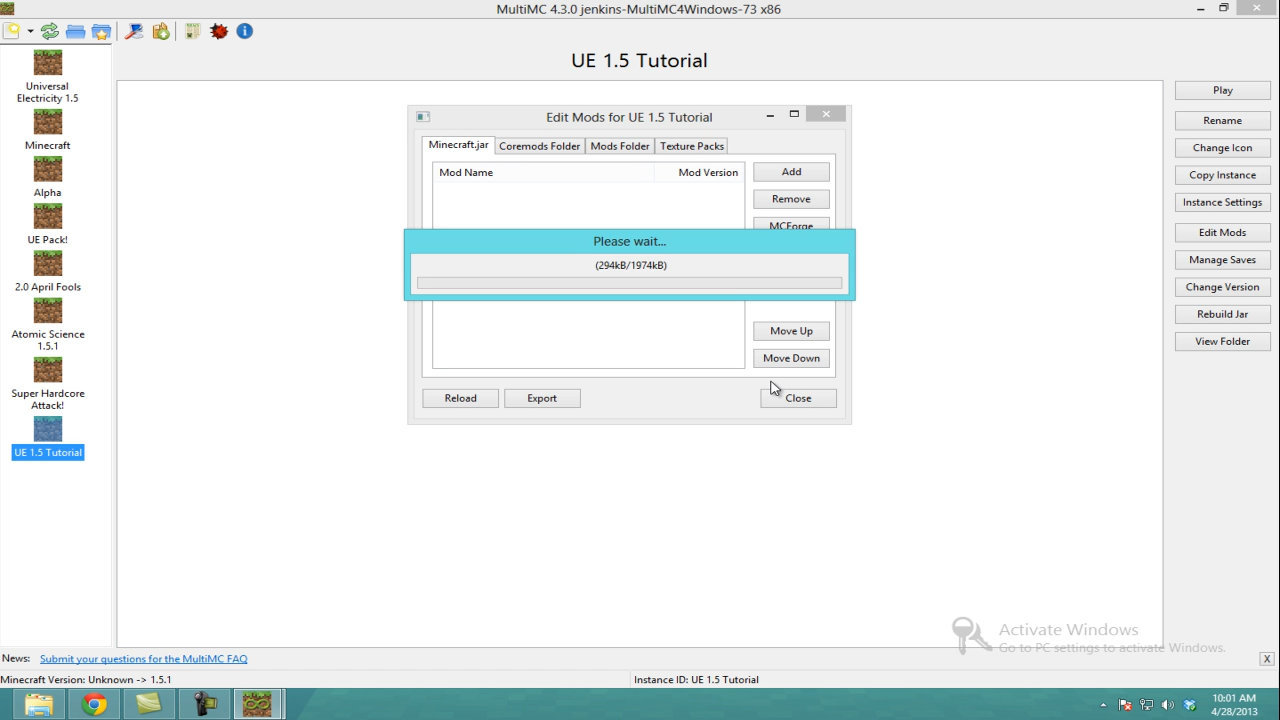 MultiMC 4.3.0 jenkins-MultiMC4Windows-73 x86
UE 1.5 Tutorial
Universal
Electricity 1.5
Minecraft
Alpha
UE Pack!
2.0 April Fools
Atomic Science
1.5.1
Super Hardcore
Attack!
UE 1.5 Tutorial
Edit Mods for UE 1.5 Tutorial
Minecraft.jar
Coremods Folder
Mods Folder
Texture Packs
Mod Name
Mod Version
Add
Remove
MCForge
Please wait...
(294kB/1974kB)
Move Up
Move Down
Reload
Export
Close
Play
Rename
Change Icon
Copy Instance
Instance Settings
Edit Mods
Manage Saves
Change Version
Rebuild Jar
View Folder
Activate Windows
Go to PC settings to activate Windows.
News: Submit your questions for the MultiMC FAQ
X
Minecraft Version: Unknown -> 1.5.1
Instance ID: UE 1.5 Tutorial
10:01 AM
4/28/2013